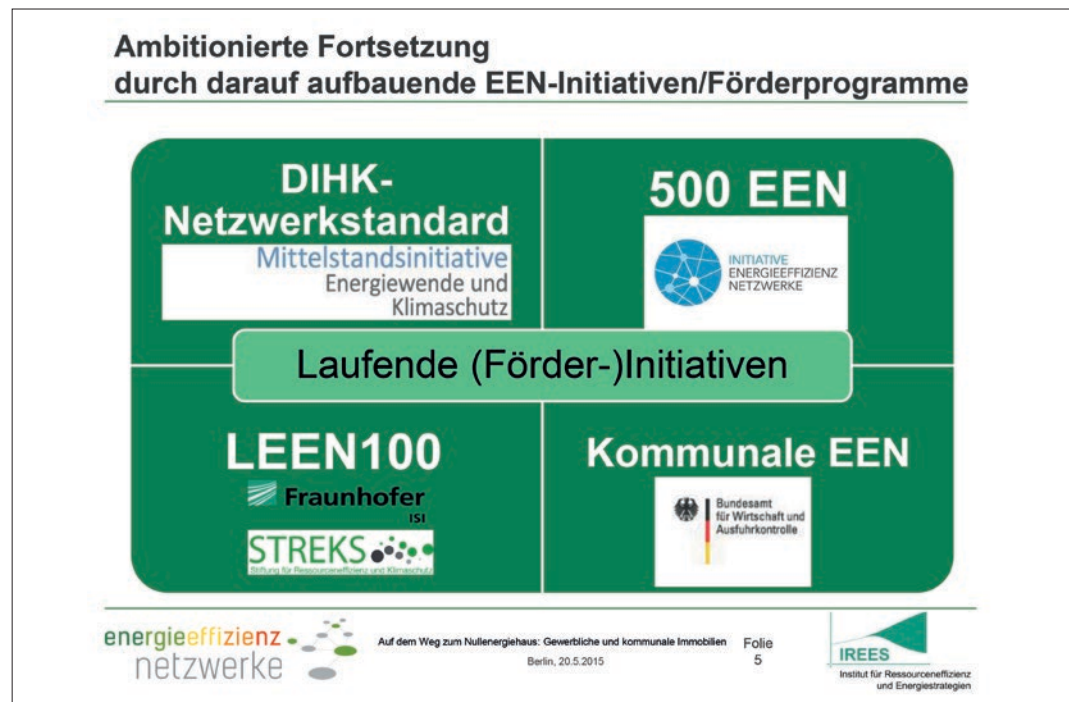 Ambitionierte Fortsetzung
durch darauf aufbauende EEN-Initiativen/Förderprogramme
DIHK-
Netzwerkstandard
Mittelstandsinitiative
Energiewende und
Klimaschutz
500 EEN
INITIATIVE
ENERGIEEFFIZIENZ
NETZWERKE
Laufende (Förder-)Initiativen
LEEN100
Fraunhofer
ISI
STREKS
Stiftung für Ressourceneffizienz und Klimaschutz
Kommunale EEN
Bundesamt
für Wirtschaft und
Ausfuhrkontrolle
energieeffizienz
netzwerke
Auf dem Weg zum Nullenergiehaus: Gewerbliche und kommunale Immobilien
Berlin, 20.5.2015
Folie
5
IREES
Institut für Ressourceneffizienz
und Energiestrategien